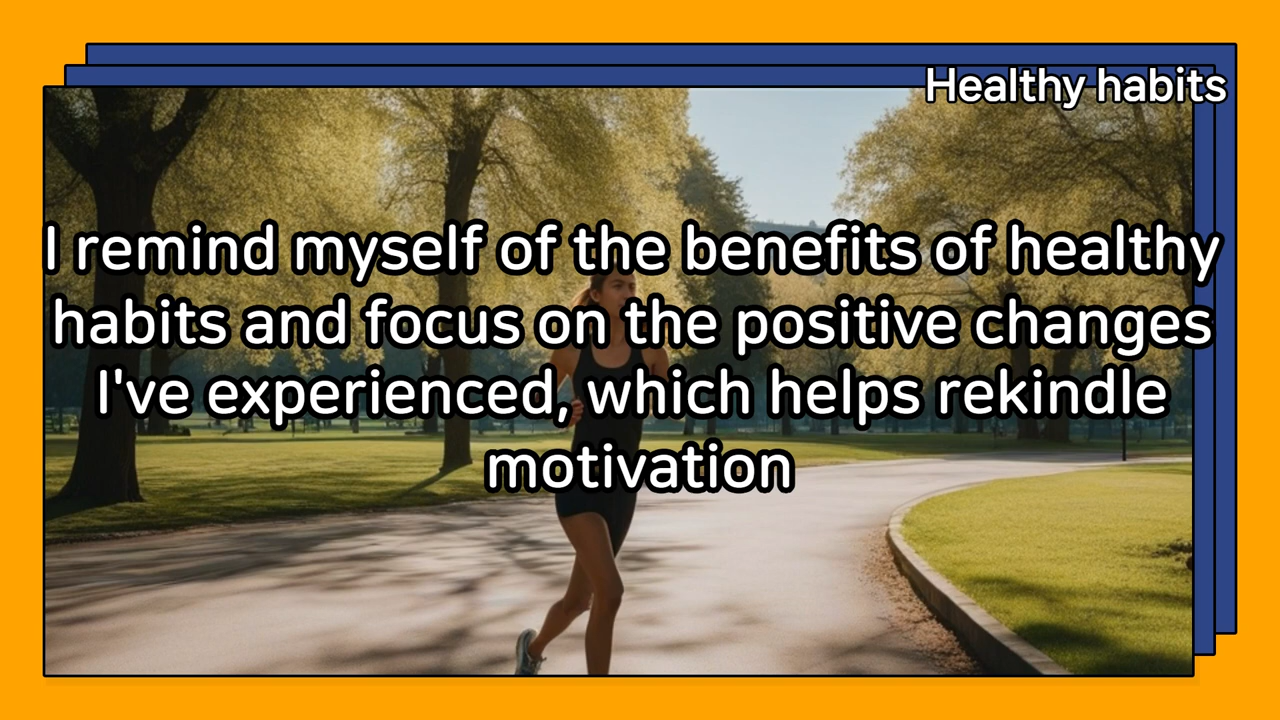 Healthy habits
I remind myself of the benefits of healthy
habits and focus on the positive changes
I've experienced, which helps rekindle
motivation